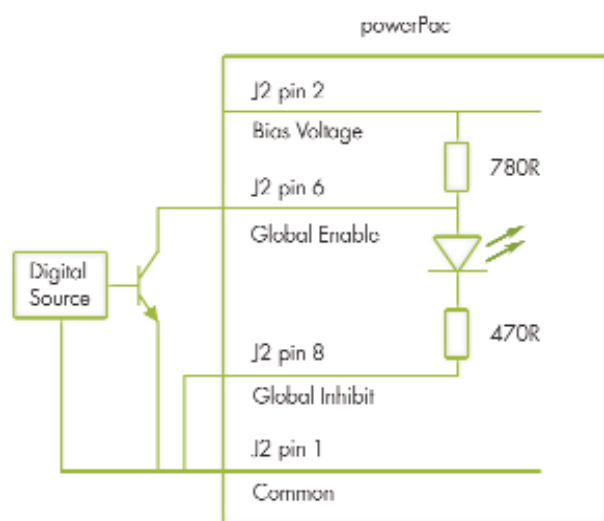 powerPac
J2 pin 2
Bias Voltage
780R
J2 pin 6
Global Enable
Digital
Source
470R
J2 pin 8
Global Inhibit
J2 pin 1
Common